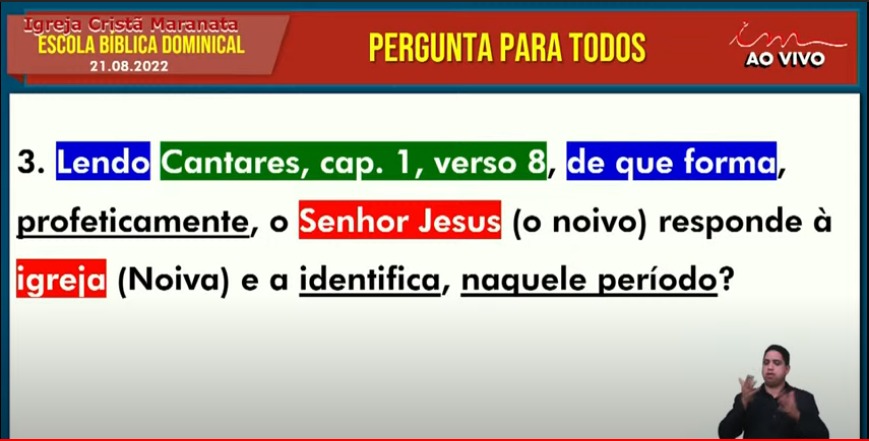 Igreja Cristã Maranata
ESCOLA BÍBLICA DOMINICAL
21.08.2022
PERGUNTA PARA TODOS
AO VIVO
3. Lendo Cantares, cap. 1, verso 8, de que forma,
profeticamente, o Senhor Jesus (o noivo) responde à
igreja (Noiva) e a identifica, naquele período?